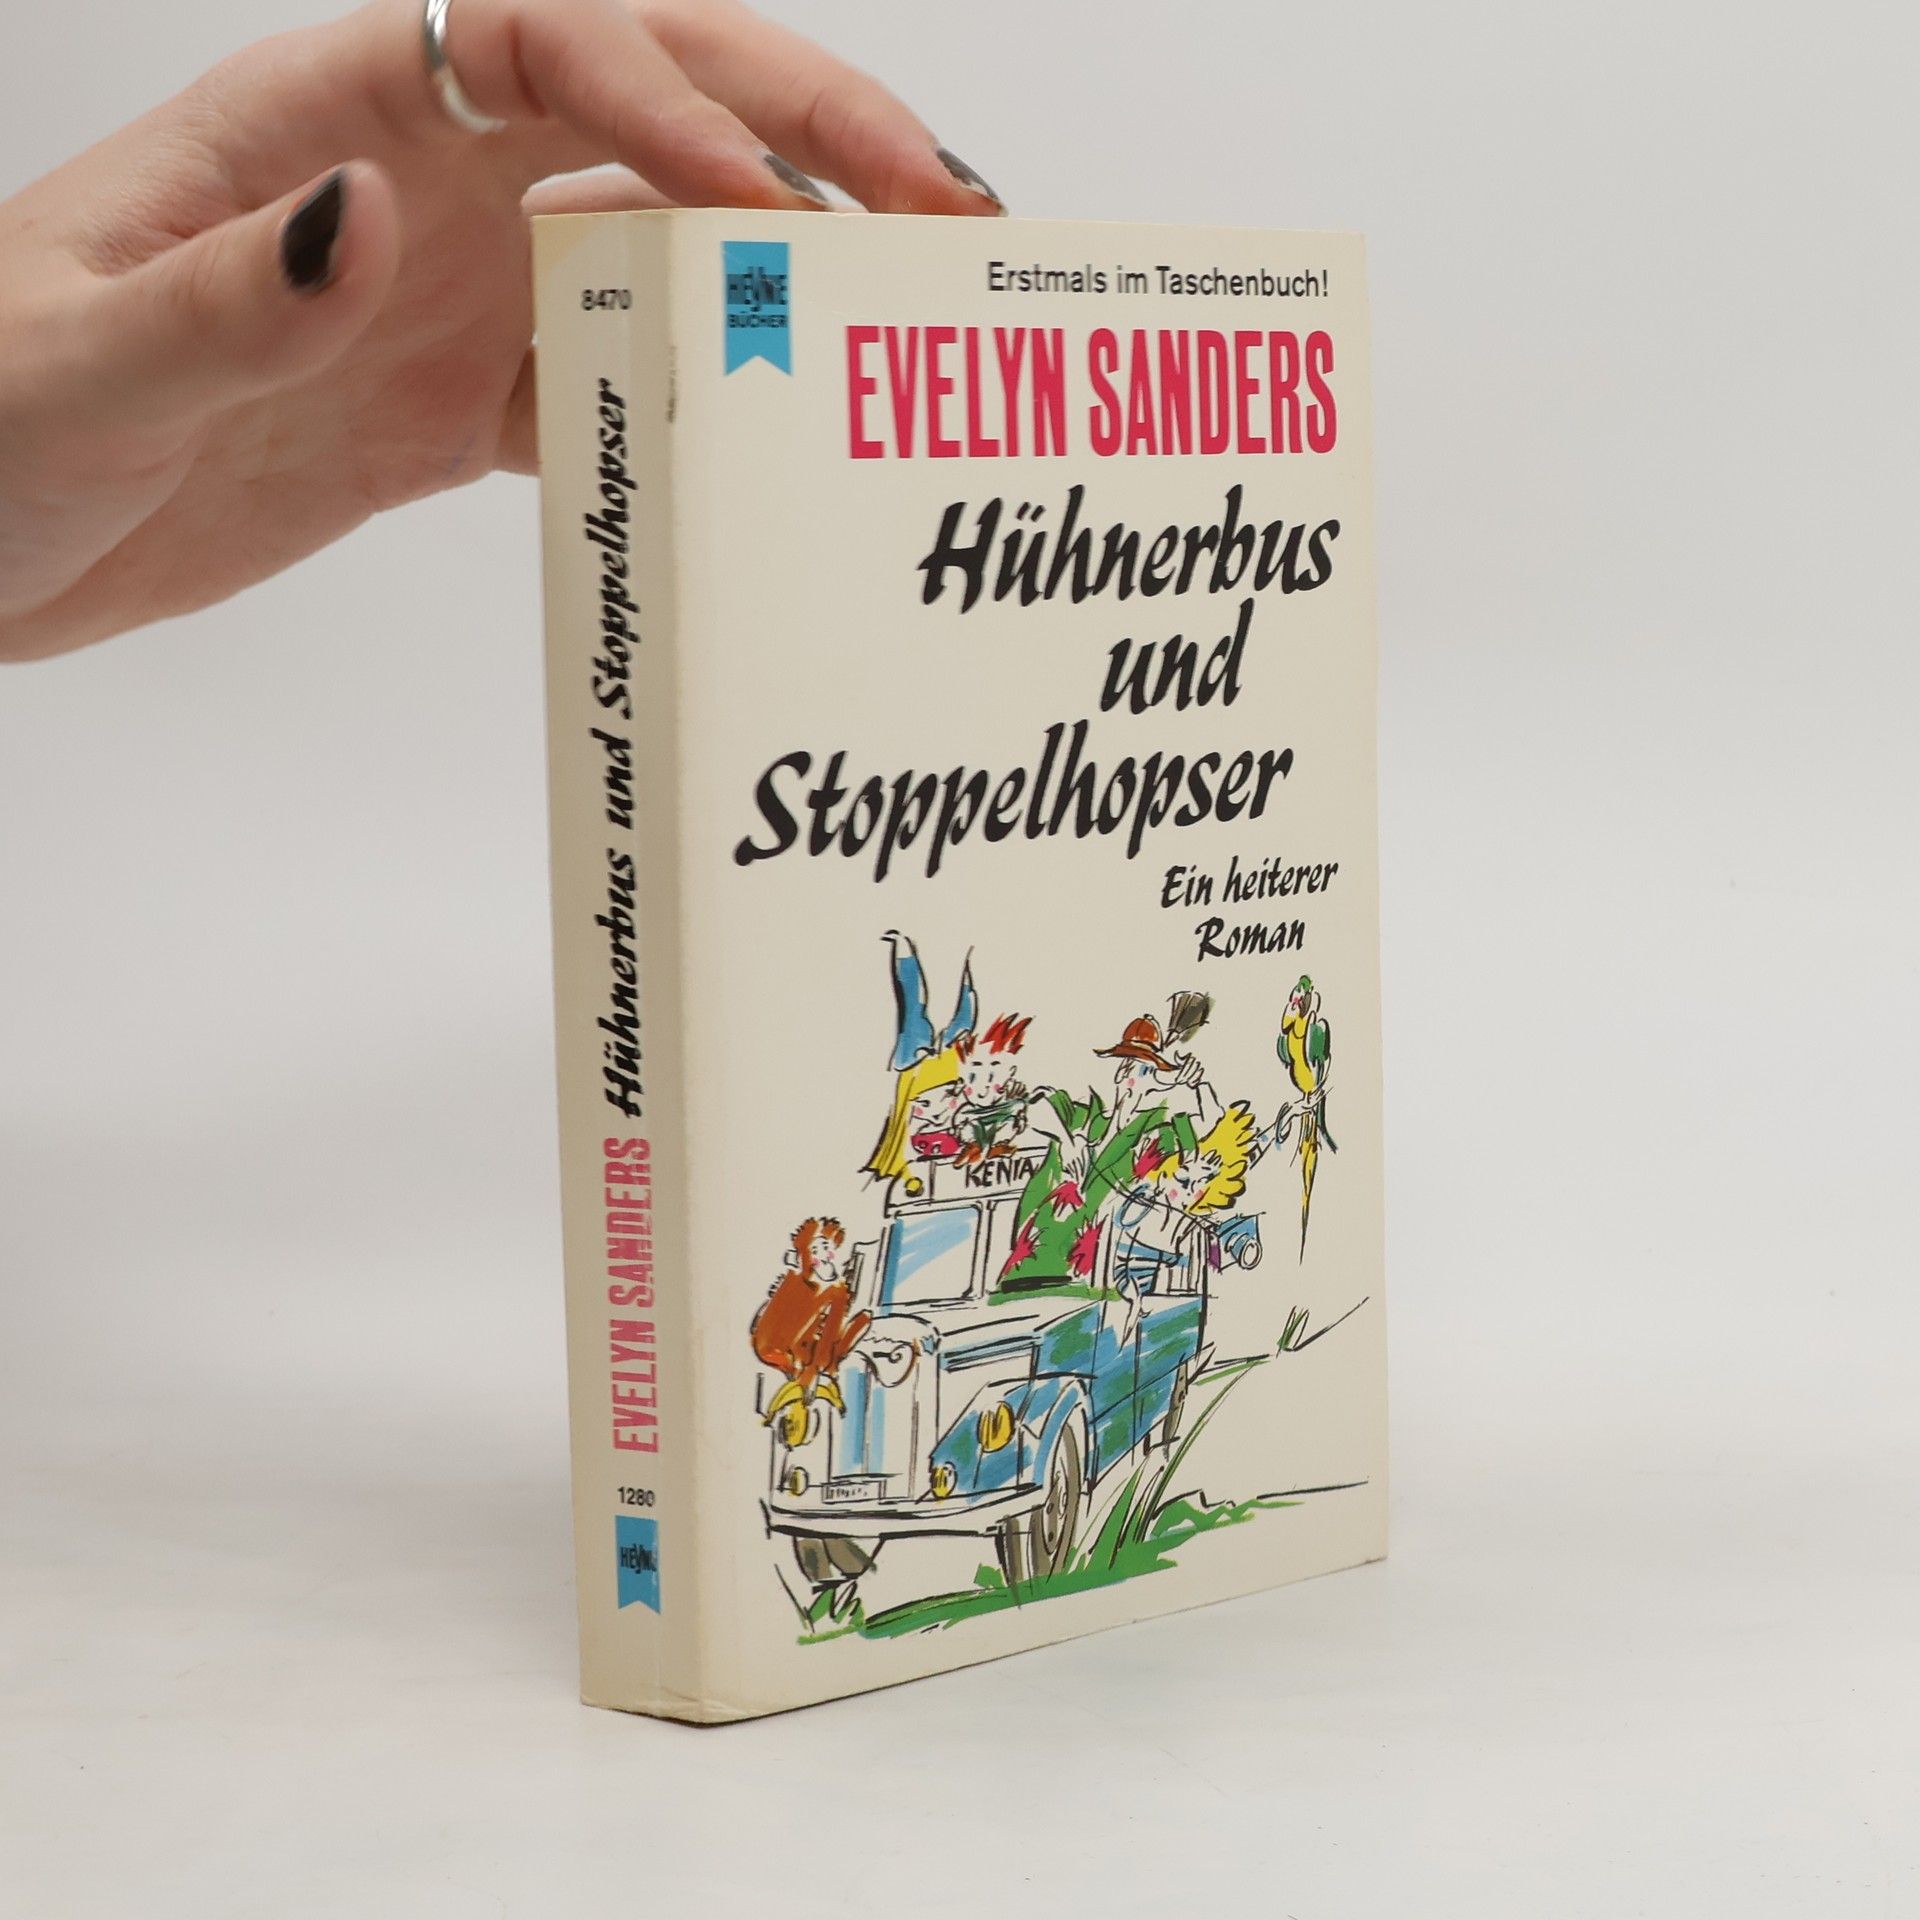 8470
Hühnerbus und Stoppelhopser
EVELYN SANDERS
1280
HEYNE
HEYNE
BÜCHER
Erstmals im Taschenbuch!
EVELYN SANDERS
Hühnerbus
und
Stoppelhopser
Ein heiterer
Roman
KENIA